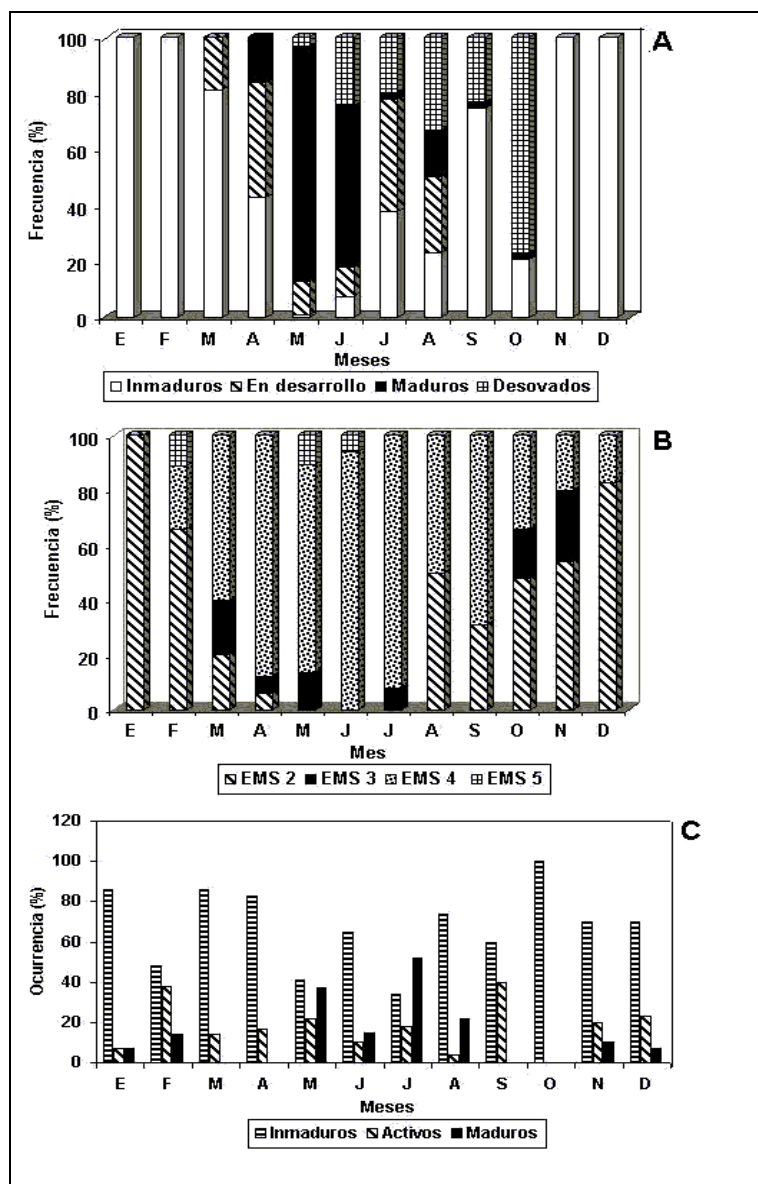 A
100
80
60
40
20
0
Frecuencia (%)
E F M A M J J A S O N D
Meses
Inmaduros En desarrollo Maduros Desovados
B
100
80
60
40
20
0
Frecuencia (%)
E F M A M J J A S O N D
Mes
EMS 2 EMS 3 EMS 4 EMS 5
C
120
100
80
60
40
20
0
Ocurrencia (%)
E F M A M J J A S O N D
Meses
Inmaduros Activos Maduros